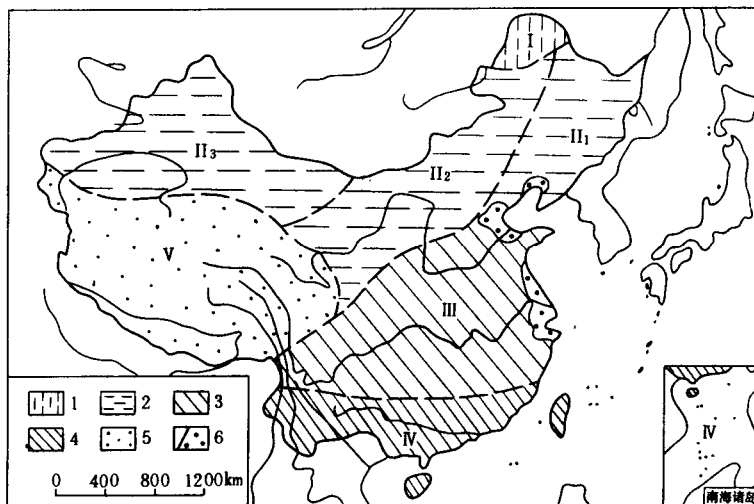 I
II₁
II₃
II₂
V
III
IV
1 2 3
4 5 6
0 400 800 1200km
IV
南海诸岛